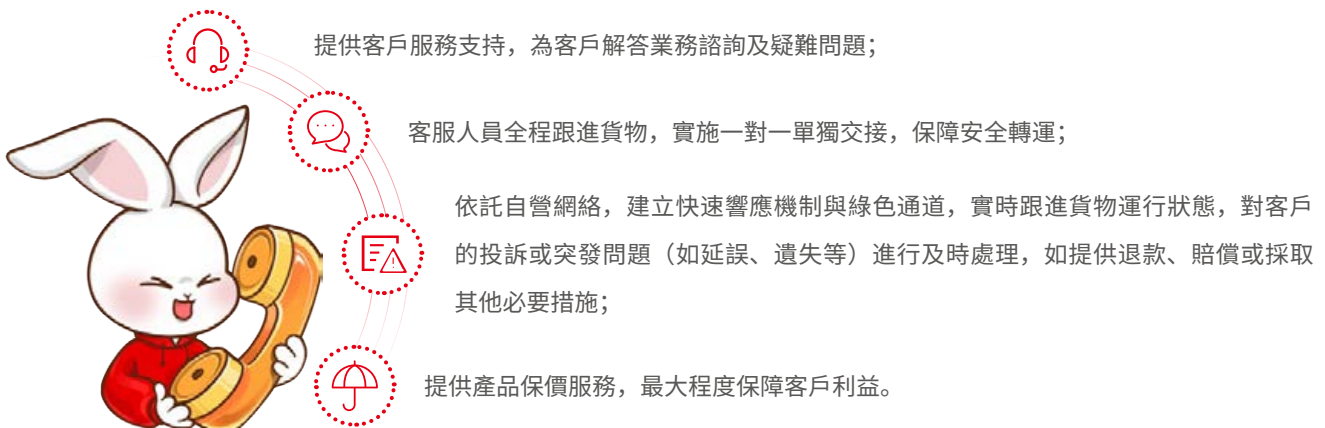 提供客戶服務支持，為客戶解答業務諮詢及疑難問題；
客服人員全程跟進貨物，實施一對一單獨交接，保障安全轉運；
依託自營網絡，建立快速響應機制與綠色通道，實時跟進貨物運行狀態，對客戶
的投訴或突發問題（如延誤、遺失等）進行及時處理，如提供退款、賠償或採取
其他必要措施；
提供產品保價服務，最大程度保障客戶利益。